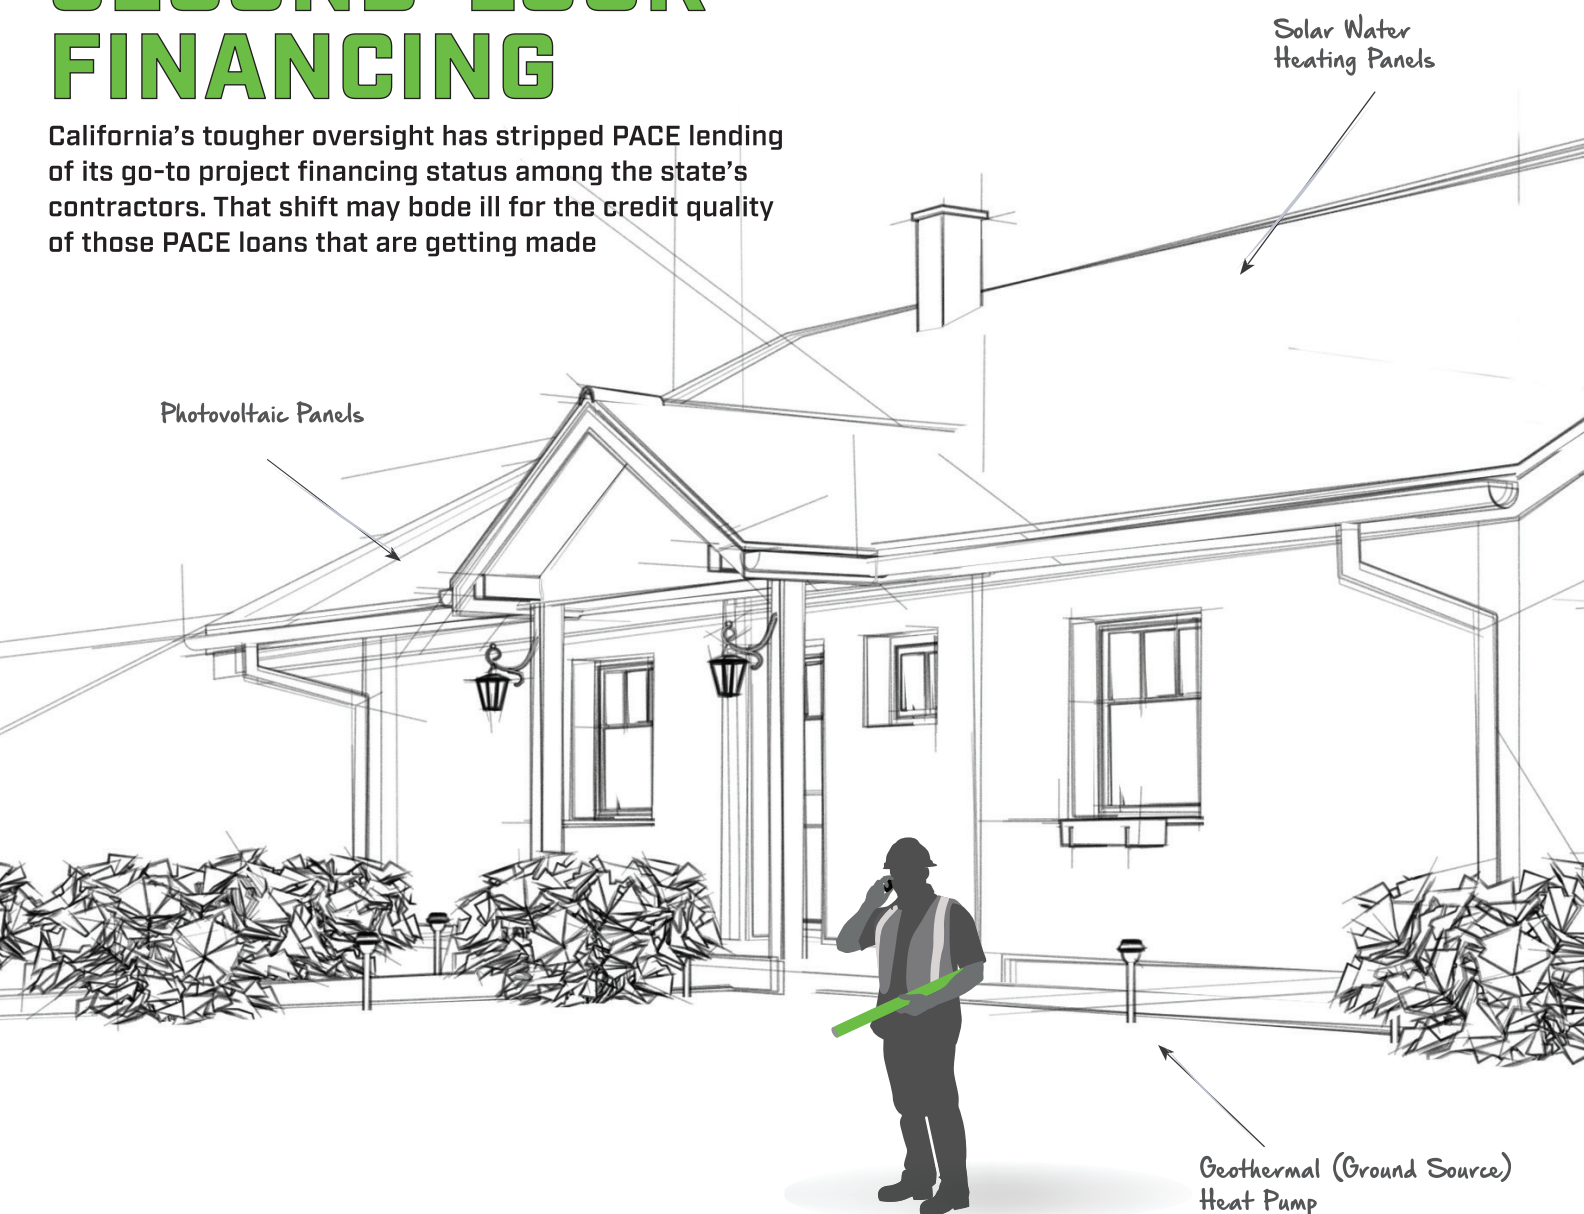 FINANCING
California's tougher oversight has stripped PACE lending
of its go-to project financing status among the state's
contractors. That shift may bode ill for the credit quality
of those PACE loans that are getting made
Solar Water
Heating Panels
Photovoltaic Panels
Geothermal (Ground Source)
Heat Pump